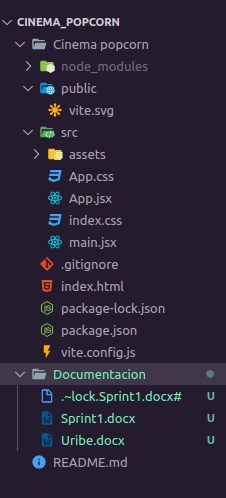 CINEMA_POPCORN
Cinema popcorn
node_modules
public
vite.svg
src
assets
App.css
App.jsx
index.css
main.jsx
.gitignore
index.html
package-lock.json
package.json
vite.config.js
Documentacion
.~lock.Sprint1.docx# U
Sprint1.docx U
Uribe.docx U
README.md